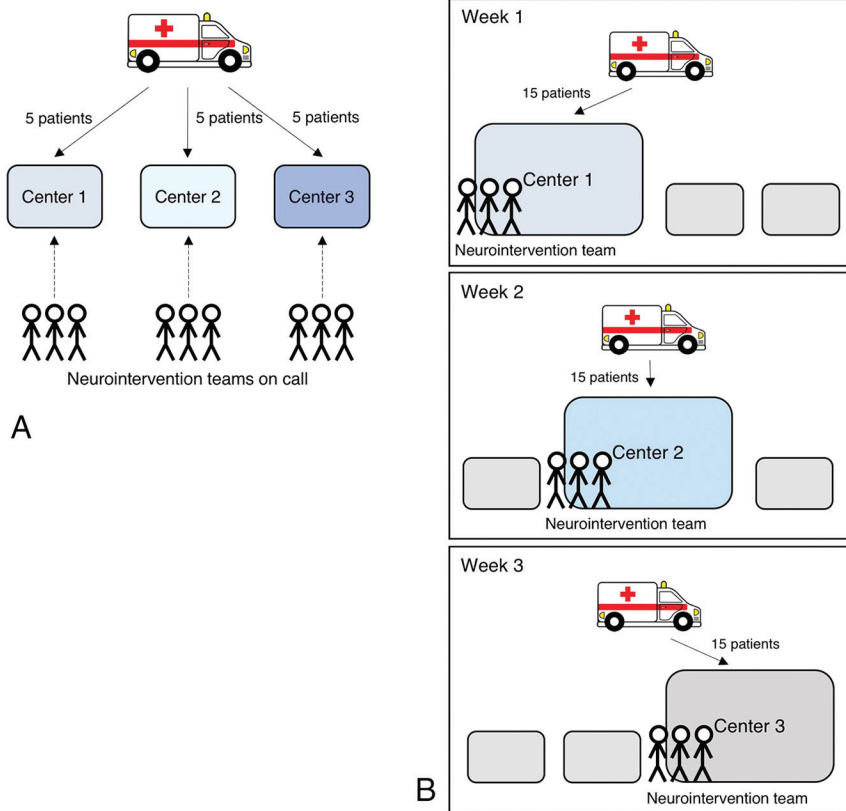 5 patients
5 patients
5 patients
Center 1
Center 2
Center 3
Neurointervention teams on call
A
Week 1
15 patients
Center 1
Neurointervention team
Week 2
15 patients
Center 2
Neurointervention team
Week 3
15 patients
Center 3
Neurointervention team
B